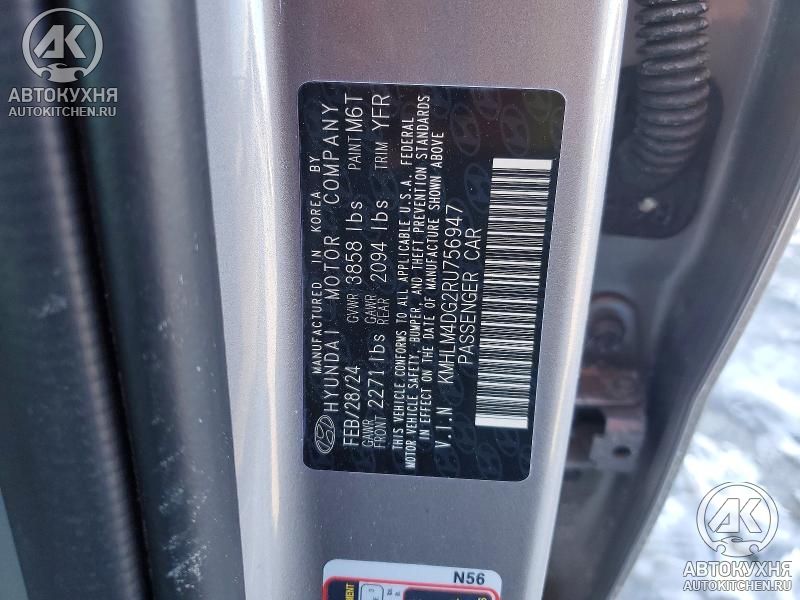 АВТОКУХНЯ
AUTOKITCHEN.RU
MANUFACTURED IN KOREA BY
HYUNDAI MOTOR COMPANY
FEB/28/24 GVWR 3858 lbs PAINT M6T
GAWR FRONT 2271 lbs GAWR REAR 2094 lbs TRIM YFR
THIS VEHICLE CONFORMS TO ALL APPLICABLE U.S.A. FEDERAL
MOTOR VEHICLE SAFETY, BUMPER, AND THEFT PREVENTION STANDARDS
IN EFFECT ON THE DATE OF MANUFACTURE SHOWN ABOVE
V.I.N KMHLM4DG2RU756947
PASSENGER CAR
N56
АВТОКУХНЯ
AUTOKITCHEN.RU